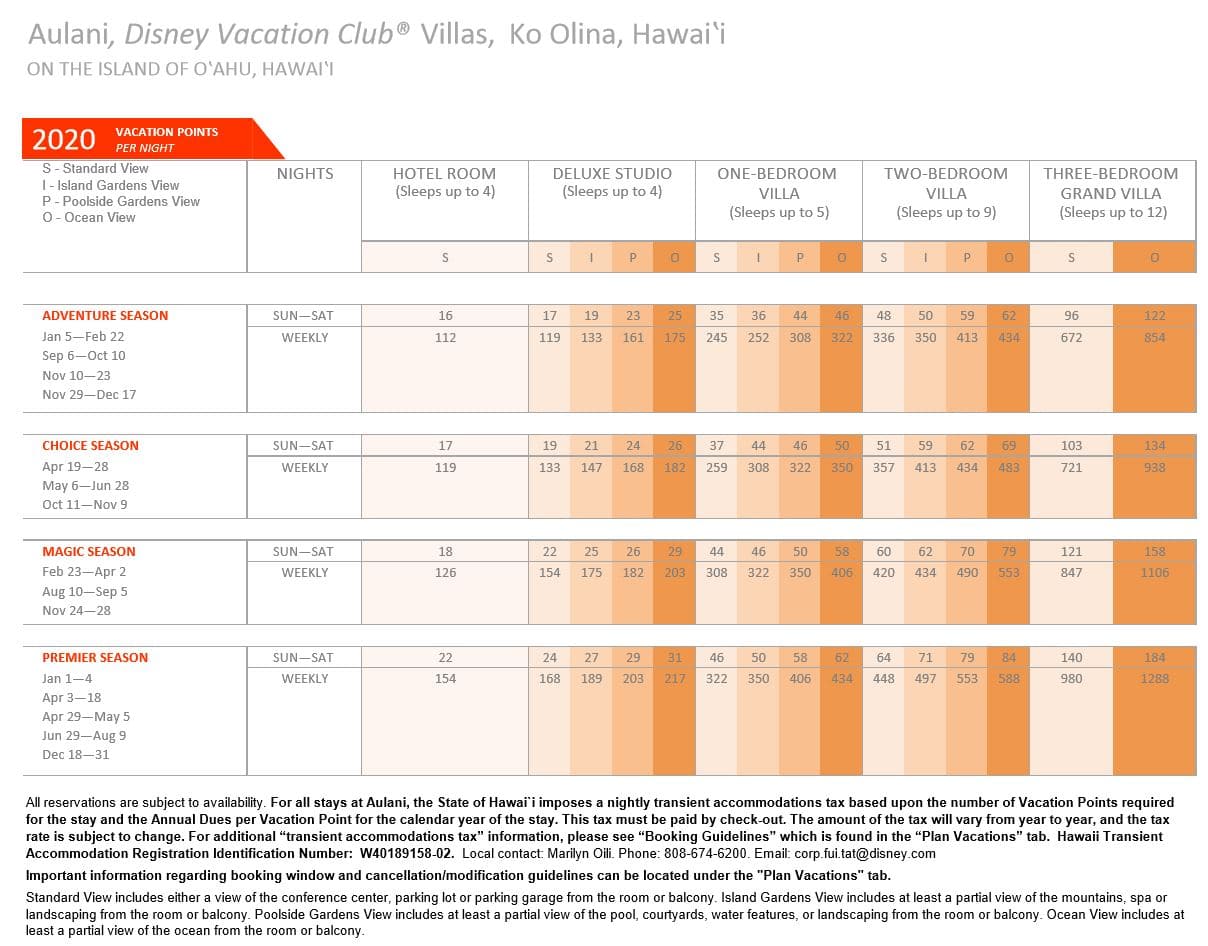 Aulani, Disney Vacation Club® Villas, Ko Olina, Hawai‛i
ON THE ISLAND OF O‛AHU, HAWAI‛I
2020 VACATION POINTS
PER NIGHT
S - Standard View
I - Island Gardens View
P - Poolside Gardens View
O - Ocean View
NIGHTS
HOTEL ROOM
(Sleeps up to 4)
DELUXE STUDIO
(Sleeps up to 4)
ONE-BEDROOM
VILLA
(Sleeps up to 5)
TWO-BEDROOM
VILLA
(Sleeps up to 9)
THREE-BEDROOM
GRAND VILLA
(Sleeps up to 12)
S S I P O S I P O S I P O S O
ADVENTURE SEASON SUN—SAT 16 17 19 23 25 35 36 44 46 48 50 59 62 96 122
Jan 5—Feb 22 WEEKLY 112 119 133 161 175 245 252 308 322 336 350 413 434 672 854
Sep 6—Oct 10
Nov 10—23
Nov 29—Dec 17
CHOICE SEASON SUN—SAT 17 19 21 24 26 37 44 46 50 51 59 62 69 103 134
Apr 19—28 WEEKLY 119 133 147 168 182 259 308 322 350 357 413 434 483 721 938
May 6—Jun 28
Oct 11—Nov 9
MAGIC SEASON SUN—SAT 18 22 25 26 29 44 46 50 58 60 62 70 79 121 158
Feb 23—Apr 2 WEEKLY 126 154 175 182 203 308 322 350 406 420 434 490 553 847 1106
Aug 10—Sep 5
Nov 24—28
PREMIER SEASON SUN—SAT 22 24 27 29 31 46 50 58 62 64 71 79 84 140 184
Jan 1—4 WEEKLY 154 168 189 203 217 322 350 406 434 448 497 553 588 980 1288
Apr 3—18
Apr 29—May 5
Jun 29—Aug 9
Dec 18—31
All reservations are subject to availability. For all stays at Aulani, the State of Hawai`i imposes a nightly transient accommodations tax based upon the number of Vacation Points required
for the stay and the Annual Dues per Vacation Point for the calendar year of the stay. This tax must be paid by check-out. The amount of the tax will vary from year to year, and the tax
rate is subject to change. For additional “transient accommodations tax” information, please see “Booking Guidelines” which is found in the “Plan Vacations” tab. Hawaii Transient
Accommodation Registration Identification Number: W40189158-02. Local contact: Marilyn Oili. Phone: 808-674-6200. Email: corp.fui.tat@disney.com
Important information regarding booking window and cancellation/modification guidelines can be located under the "Plan Vacations" tab.
Standard View includes either a view of the conference center, parking lot or parking garage from the room or balcony. Island Gardens View includes at least a partial view of the mountains, spa or
landscaping from the room or balcony. Poolside Gardens View includes at least a partial view of the pool, courtyards, water features, or landscaping from the room or balcony. Ocean View includes at
least a partial view of the ocean from the room or balcony.